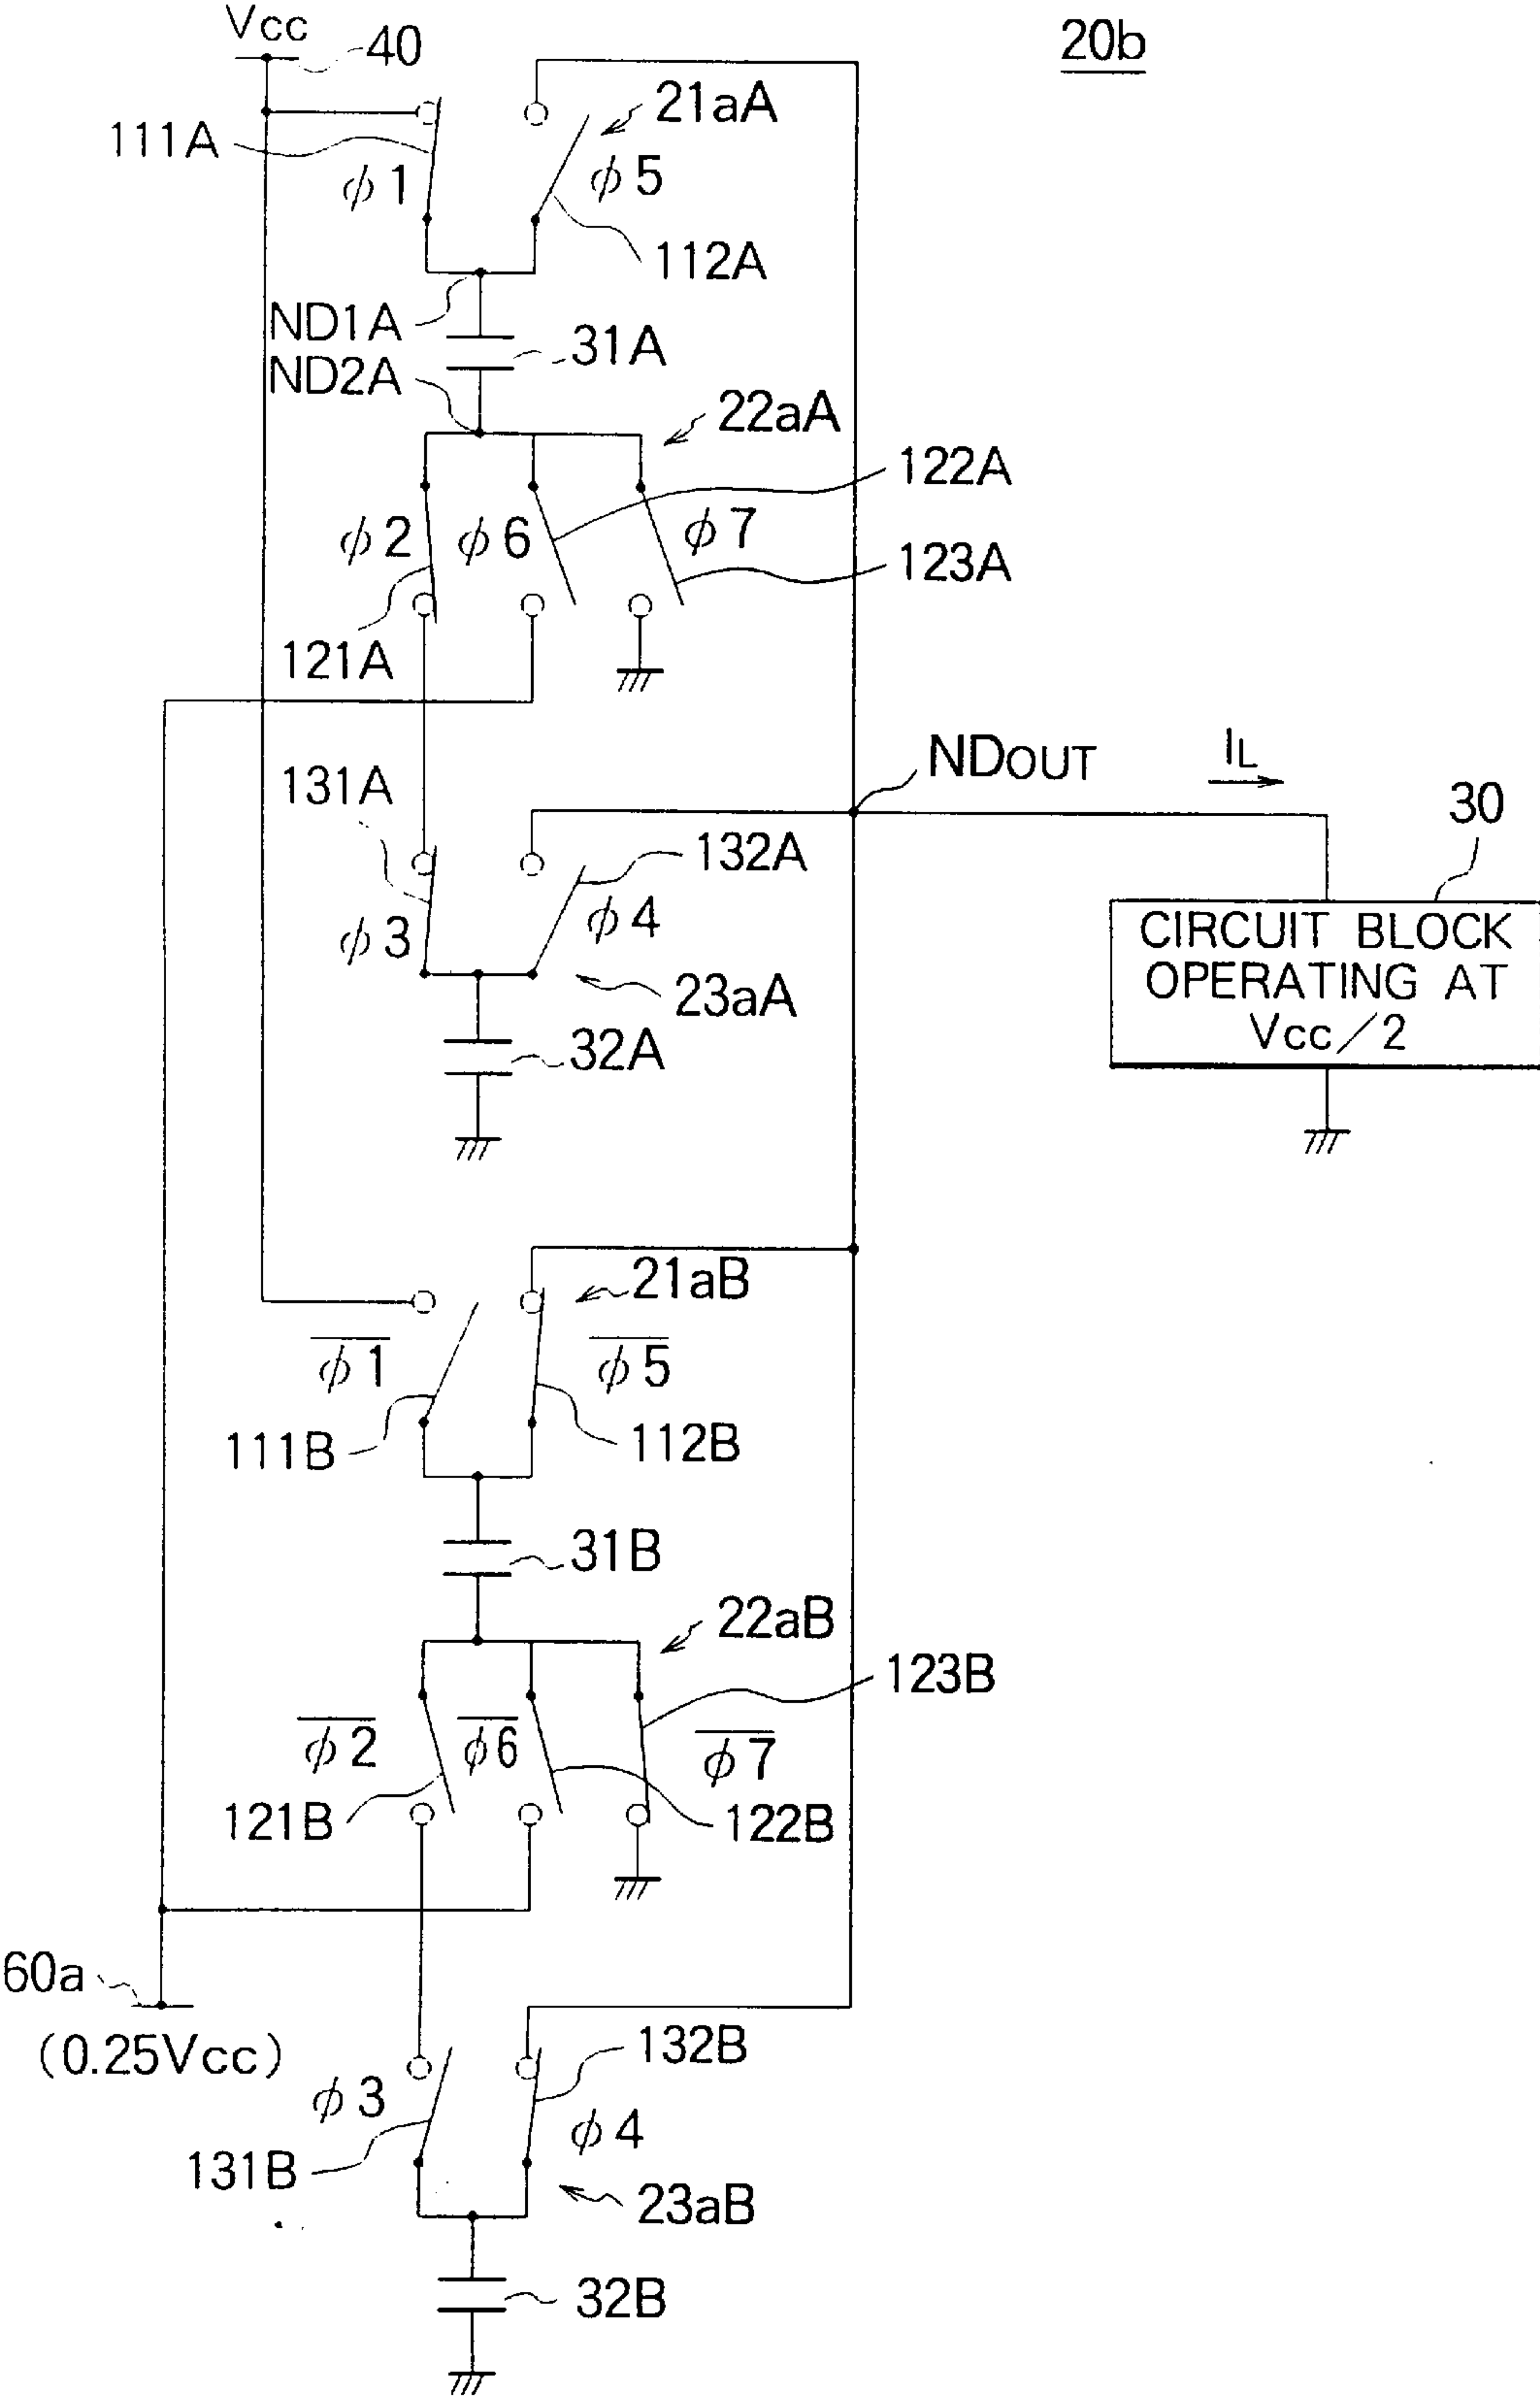 Vcc
40
20b
21aA
111A
φ1
φ5
112A
ND1A
31A
ND2A
22aA
122A
φ2
φ6
φ7
123A
121A
NDOUT
IL
131A
30
132A
φ3
φ4
CIRCUIT BLOCK
OPERATING AT
Vcc/2
23aA
32A
21aB
φ1̅
φ5̅
111B
112B
31B
22aB
123B
φ2̅
φ6̅
φ7̅
121B
122B
60a
(0.25Vcc)
132B
φ3
φ4
131B
23aB
32B